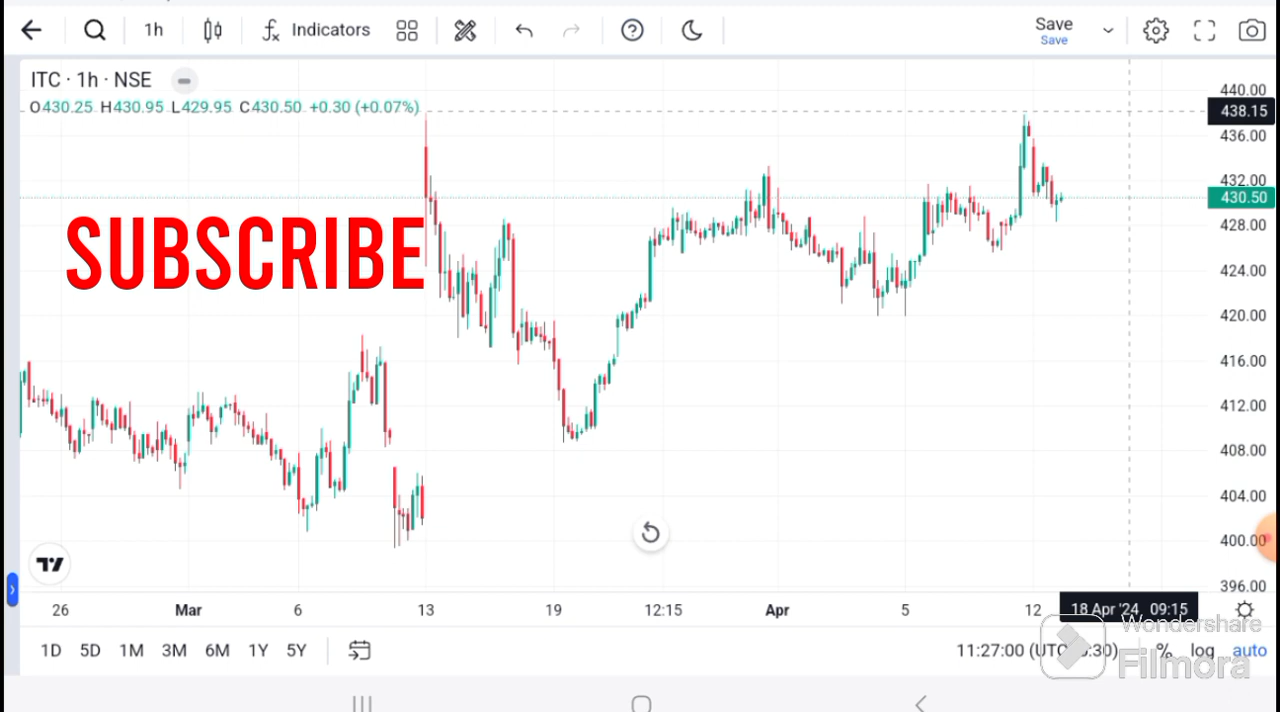 1h Indicators Save
Save
ITC · 1h · NSE
O430.25 H430.95 L429.95 C430.50 +0.30 (+0.07%)
440.00
438.15
436.00
432.00
430.50
428.00
SUBSCRIBE
424.00
420.00
416.00
412.00
408.00
404.00
400.00
396.00
26 Mar 6 13 19 12:15 Apr 5 12 18 Apr '24 09:15
Wondershare
Filmora
1D 5D 1M 3M 6M 1Y 5Y 11:27:00 (UTC 5:30) % log auto